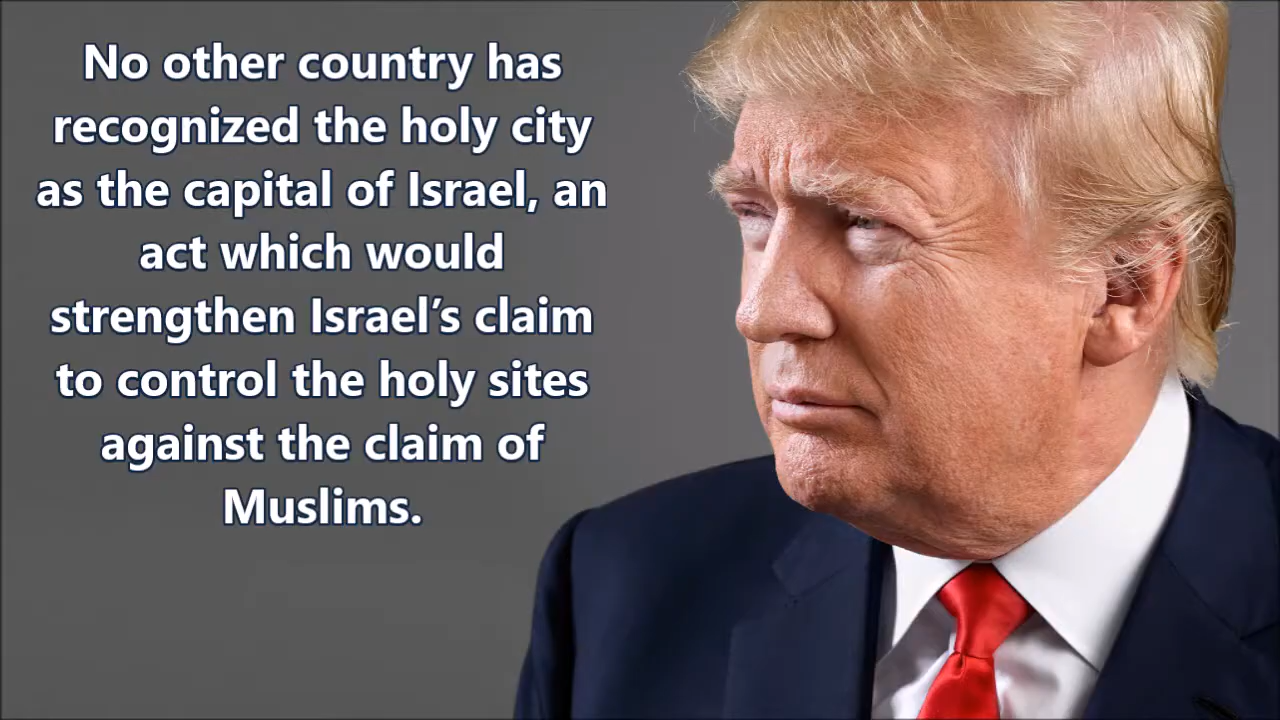 No other country has
recognized the holy city
as the capital of Israel, an
act which would
strengthen Israel’s claim
to control the holy sites
against the claim of
Muslims.